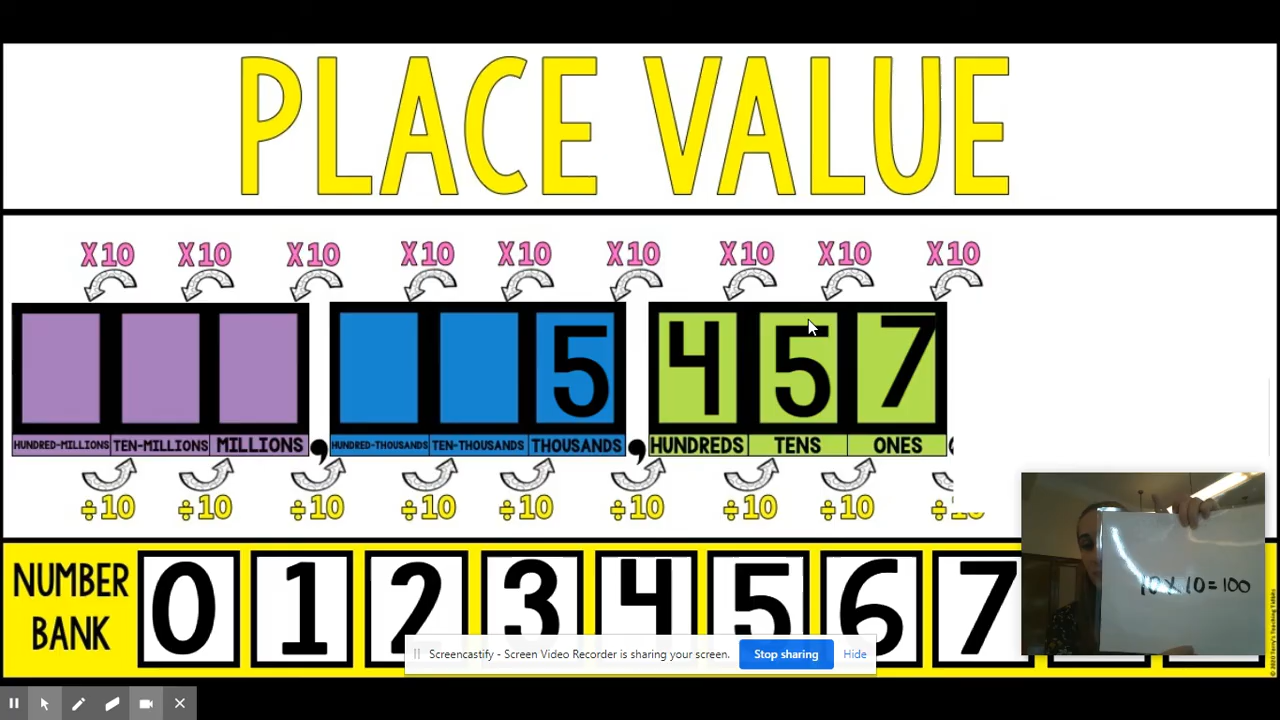 PLACE VALUE
X10 X10 X10 X10 X10 X10 X10 X10 X10
5 4 5 7
HUNDRED-MILLIONS TEN-MILLIONS MILLIONS , HUNDRED-THOUSANDS TEN-THOUSANDS THOUSANDS , HUNDREDS TENS ONES
÷10 ÷10 ÷10 ÷10 ÷10 ÷10 ÷10 ÷10 ÷10
NUMBER BANK
0 1 2 3 4 5 6 7
10 X 10 = 100
Screencastify - Screen Video Recorder is sharing your screen. Stop sharing Hide